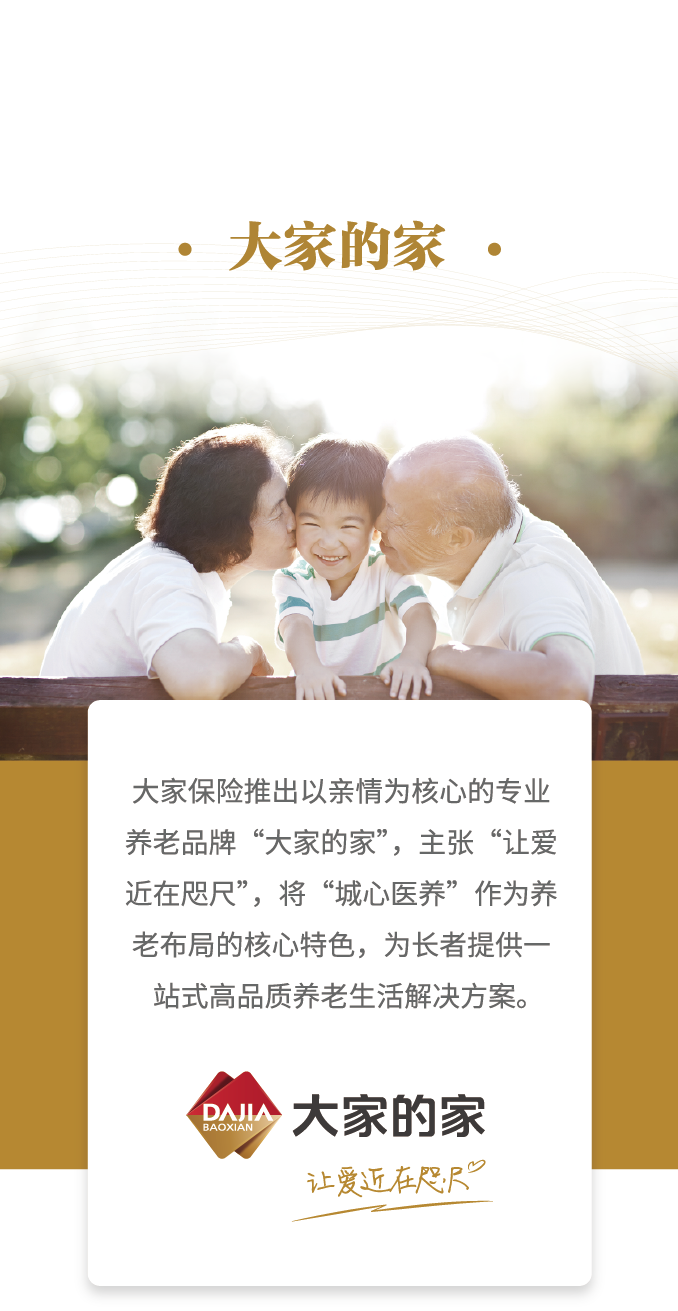 • 大家的家 •
大家保险推出以亲情为核心的专业
养老品牌“大家的家”，主张“让爱
近在咫尺”，将“城心医养”作为养
老布局的核心特色，为长者提供一
站式高品质养老生活解决方案。
DAJIA
BAOXIAN
大家的家
让爱近在咫尺